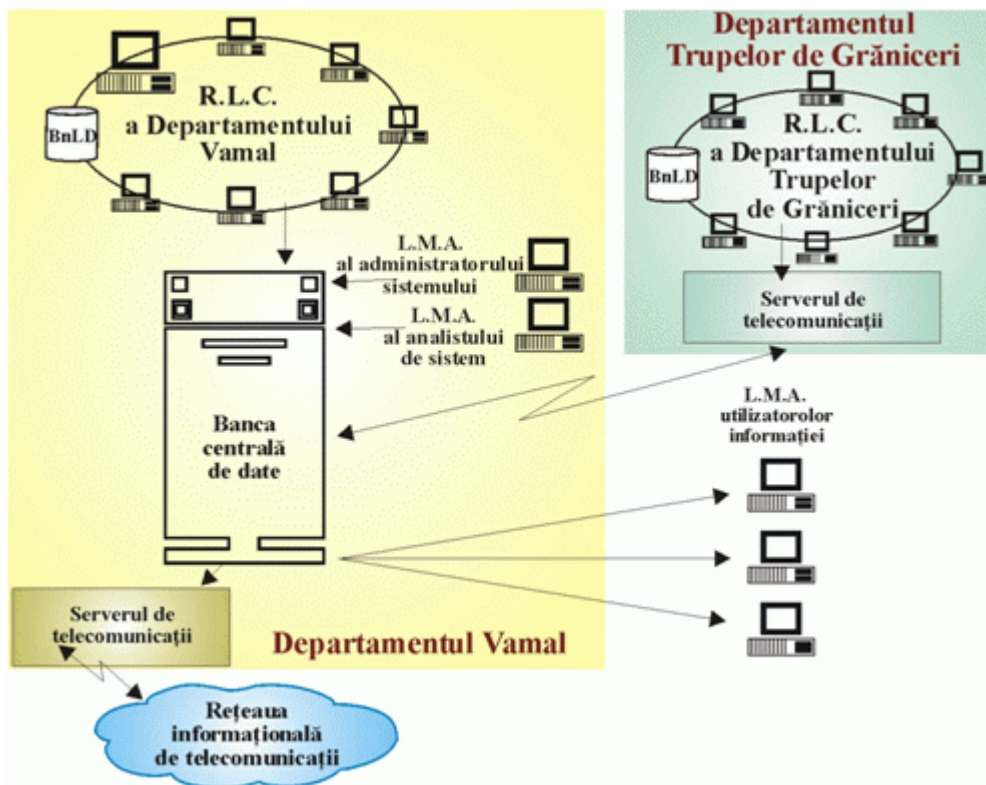 R.L.C.
a Departamentului
Vamal
BnLD
L.M.A.
al administratorului
sistemului
L.M.A.
al analistului
de sistem
Banca
centrală
de date
Serverul de
telecomunicații
Departamentul Vamal
Rețeaua
informațională
de telecomunicații
Departamentul
Trupelor de Grăniceri
R.L.C.
a Departamentului
Trupelor
de Grăniceri
BnLD
Serverul de
telecomunicații
L.M.A.
utilizatorolor
informației